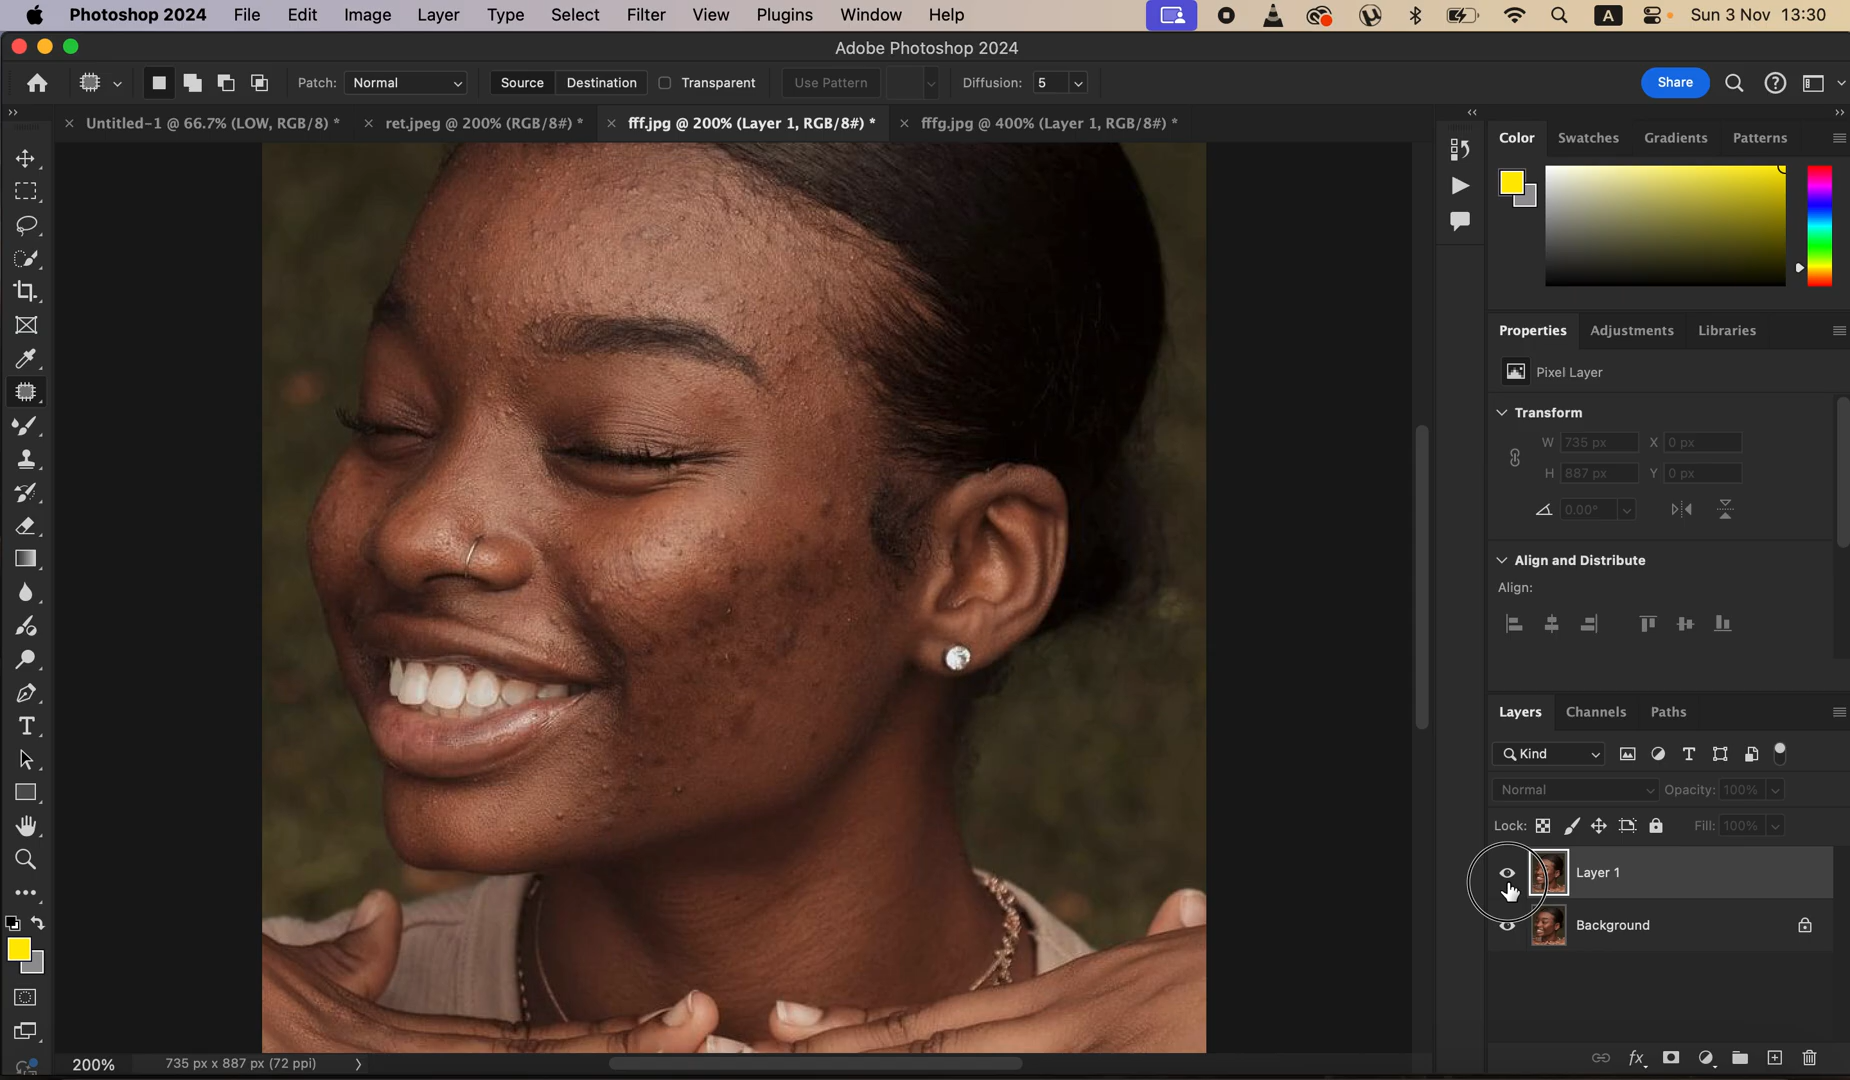 Photoshop 2024 File Edit Image Layer Type Select Filter View Plugins Window Help A Sun 3 Nov 13:30
Adobe Photoshop 2024
Patch: Normal Source Destination Transparent Use Pattern Diffusion: 5 Share
Untitled-1 @ 66.7% (LOW, RGB/8) * ret.jpeg @ 200% (RGB/8#) * fff.jpg @ 200% (Layer 1, RGB/8#) * fffg.jpg @ 400% (Layer 1, RGB/8#) *
Color Swatches Gradients Patterns
Properties Adjustments Libraries
Pixel Layer
Transform
W 735 px X 0 px
H 887 px Y 0 px
0.00°
Align and Distribute
Align:
Layers Channels Paths
Kind
Normal Opacity: 100%
Lock: Fill: 100%
Layer 1
Background
200% 735 px x 887 px (72 ppi)